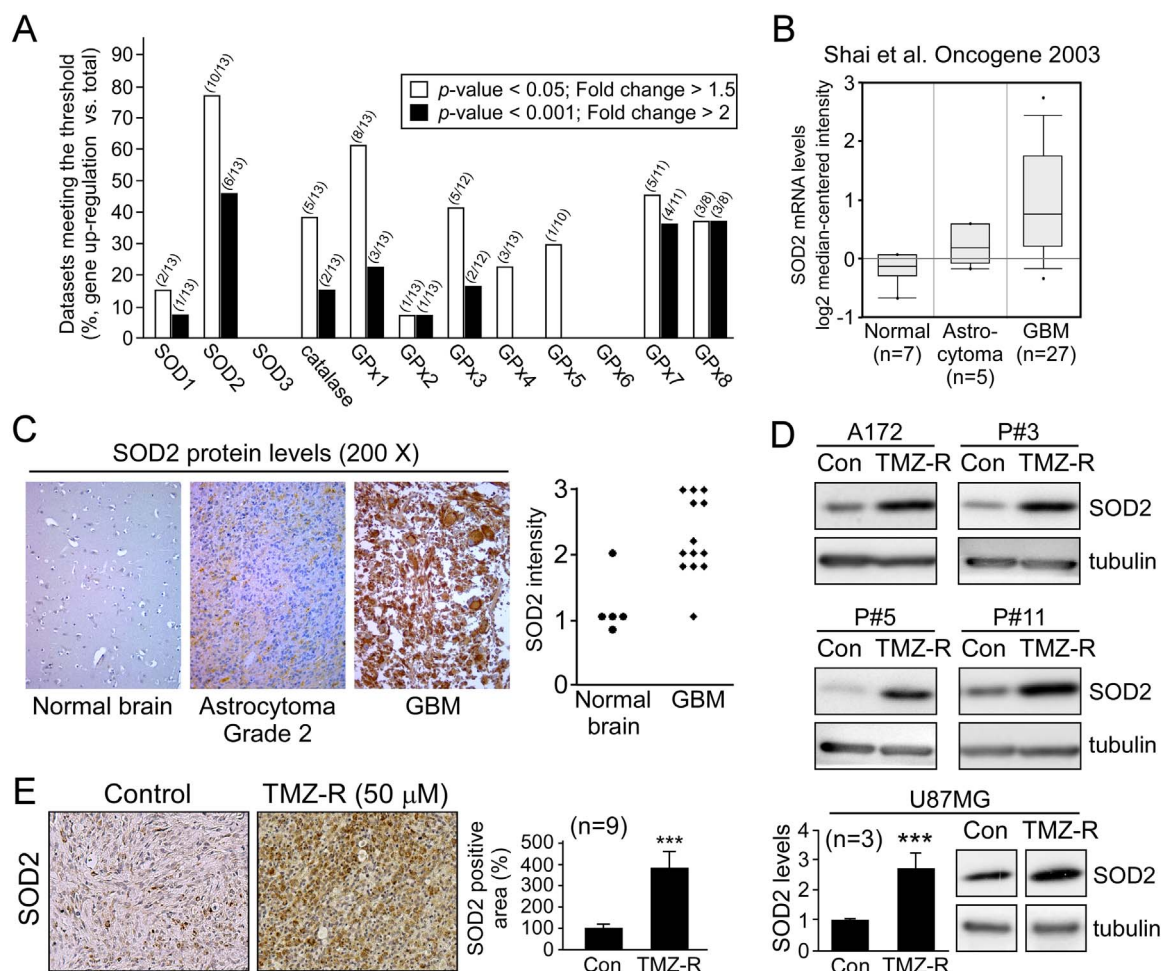 A
Datasets meeting the threshold
(%, gene up-regulation vs. total)
90
80
70
60
50
40
30
20
10
0
(2/13)
(1/13)
(10/13)
(6/13)
(5/13)
(2/13)
(8/13)
(3/13)
(1/13)
(1/13)
(5/12)
(2/12)
(3/13)
(1/10)
(5/11)
(4/11)
(3/8)
(3/8)
p-value < 0.05; Fold change > 1.5
p-value < 0.001; Fold change > 2
SOD1
SOD2
SOD3
catalase
GPx1
GPx2
GPx3
GPx4
GPx5
GPx6
GPx7
GPx8
B
Shai et al. Oncogene 2003
SOD2 mRNA levels
log2 median-centered intensity
3
2
1
0
-1
Normal
(n=7)
Astro-
cytoma
(n=5)
GBM
(n=27)
C
SOD2 protein levels (200 X)
Normal brain
Astrocytoma
Grade 2
GBM
SOD2 intensity
3
2
1
0
Normal
brain
GBM
D
A172
Con TMZ-R
SOD2
tubulin
P#3
Con TMZ-R
P#5
Con TMZ-R
P#11
Con TMZ-R
SOD2
tubulin
U87MG
SOD2 levels
4
3
2
1
0
(n=3)
***
Con TMZ-R
Con TMZ-R
SOD2
tubulin
E
Control
TMZ-R (50 μM)
SOD2
SOD2 positive
area (%)
500
400
300
200
100
0
(n=9)
***
Con TMZ-R